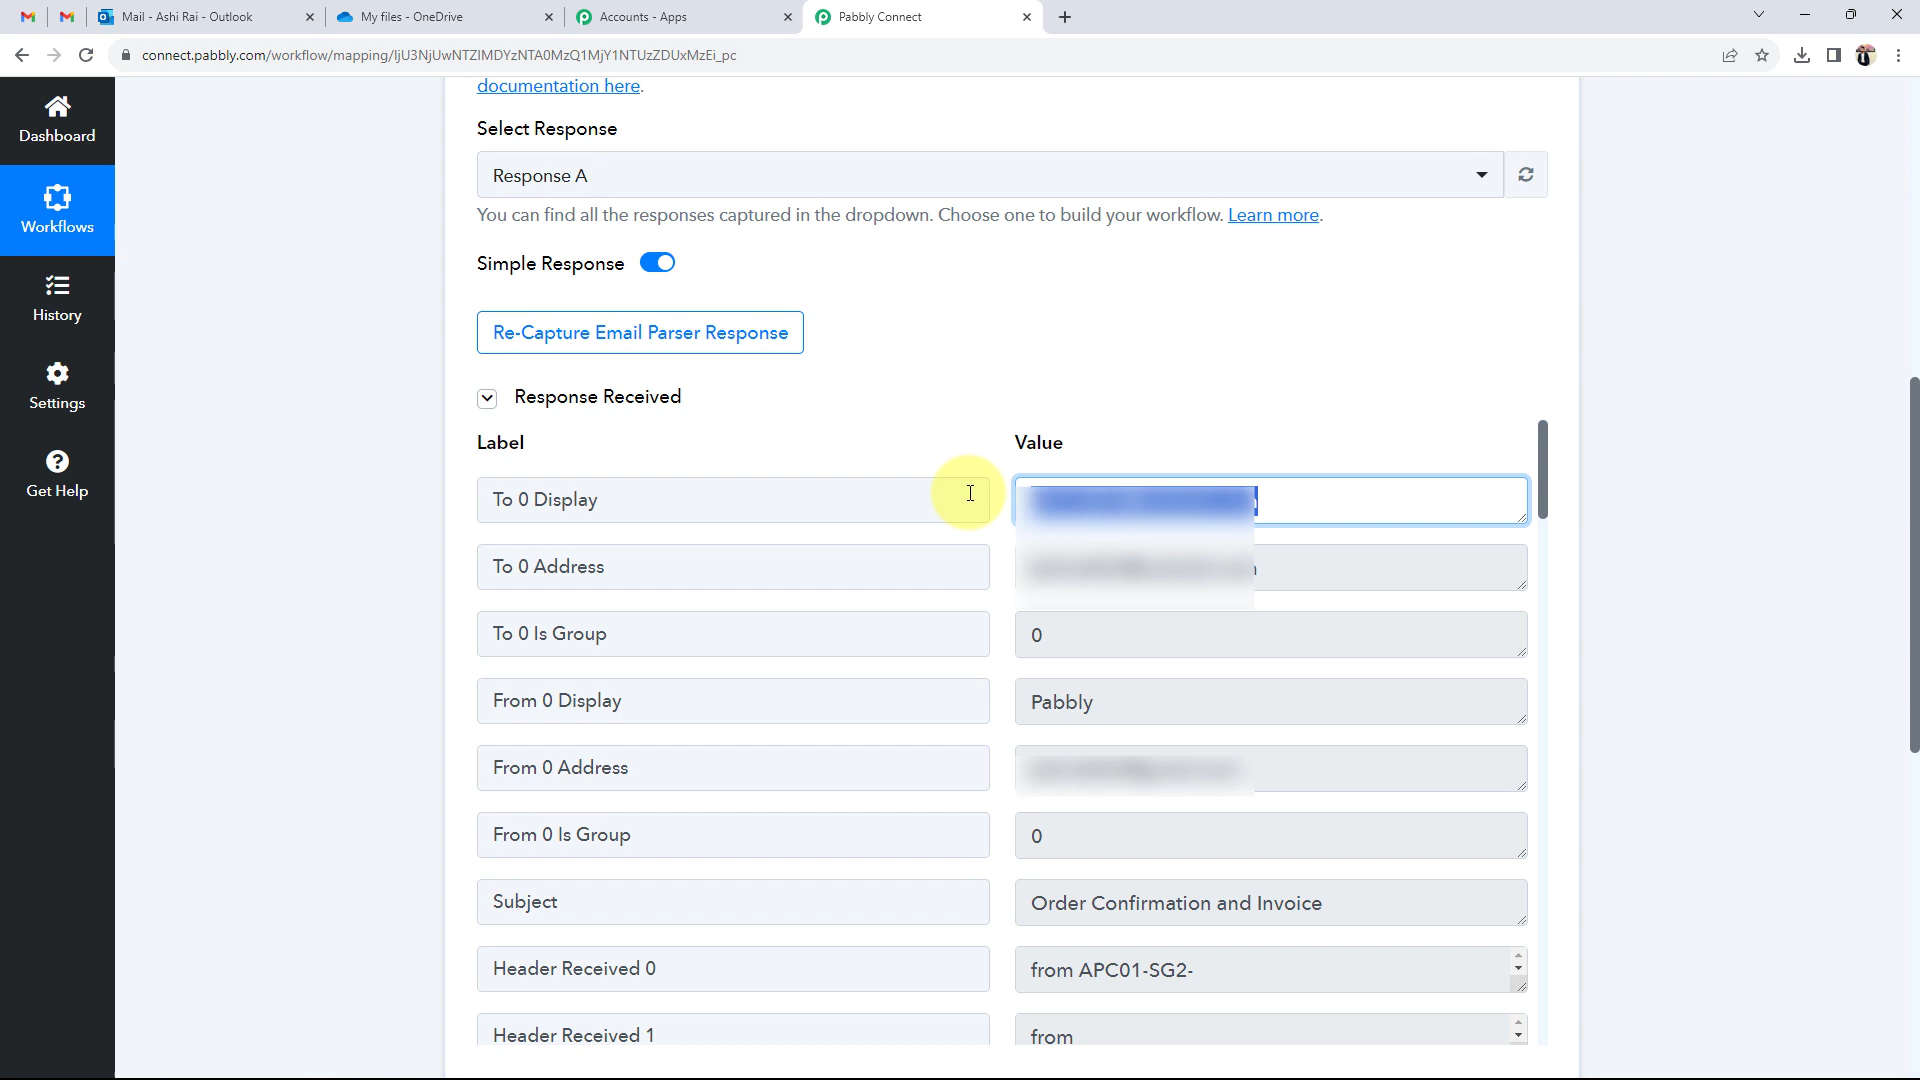 Mail - Ashi Rai - Outlook
My files - OneDrive
Accounts - Apps
Pabbly Connect
connect.pabbly.com/workflow/mapping/IjU3NjUwNTZlMDYzNTA0MzQ1MjY1NTUzZDUxMzEi_pc
Dashboard
Workflows
History
Settings
Get Help
documentation here.
Select Response
Response A
You can find all the responses captured in the dropdown. Choose one to build your workflow. Learn more.
Simple Response
Re-Capture Email Parser Response
Response Received
Label Value
To 0 Display
To 0 Address
To 0 Is Group 0
From 0 Display Pabbly
From 0 Address
From 0 Is Group 0
Subject Order Confirmation and Invoice
Header Received 0 from APC01-SG2-
Header Received 1 from